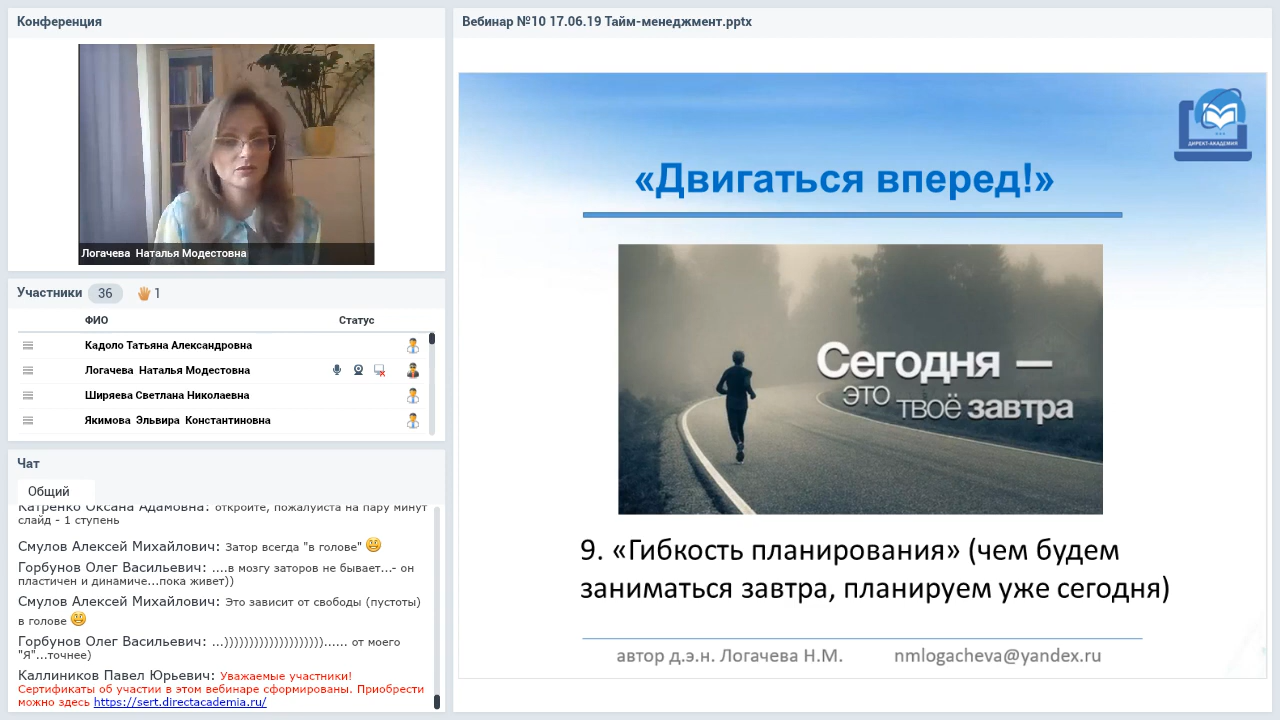 Конференция
Логачева  Наталья Модестовна
Участники 36 1
ФИО Статус
Кадоло Татьяна Александровна
Логачева  Наталья Модестовна
Ширяева Светлана Николаевна
Якимова  Эльвира  Константиновна
Чат
Общий
Катренко Оксана Адамовна: откройте, пожалуйста на пару минут
слайд - 1 ступень
Смулов Алексей Михайлович: Затор всегда "в голове"
Горбунов Олег Васильевич: ....в мозгу заторов не бывает...- он
пластичен и динамиче...пока живет))
Смулов Алексей Михайлович: Это зависит от свободы (пустоты)
в голове
Горбунов Олег Васильевич: ...))))))))))))))))))))...... от моего
"Я"...точнее)
Каллиников Павел Юрьевич: Уважаемые участники!
Сертификаты об участии в этом вебинаре сформированы. Приобрести
можно здесь https://sert.directacademia.ru/
Вебинар №10 17.06.19 Тайм-менеджмент.pptx
ДИРЕКТ-АКАДЕМИЯ
«Двигаться вперед!»
Сегодня —
это твоё завтра
9. «Гибкость планирования» (чем будем
заниматься завтра, планируем уже сегодня)
автор д.э.н. Логачева Н.М. nmlogacheva@yandex.ru